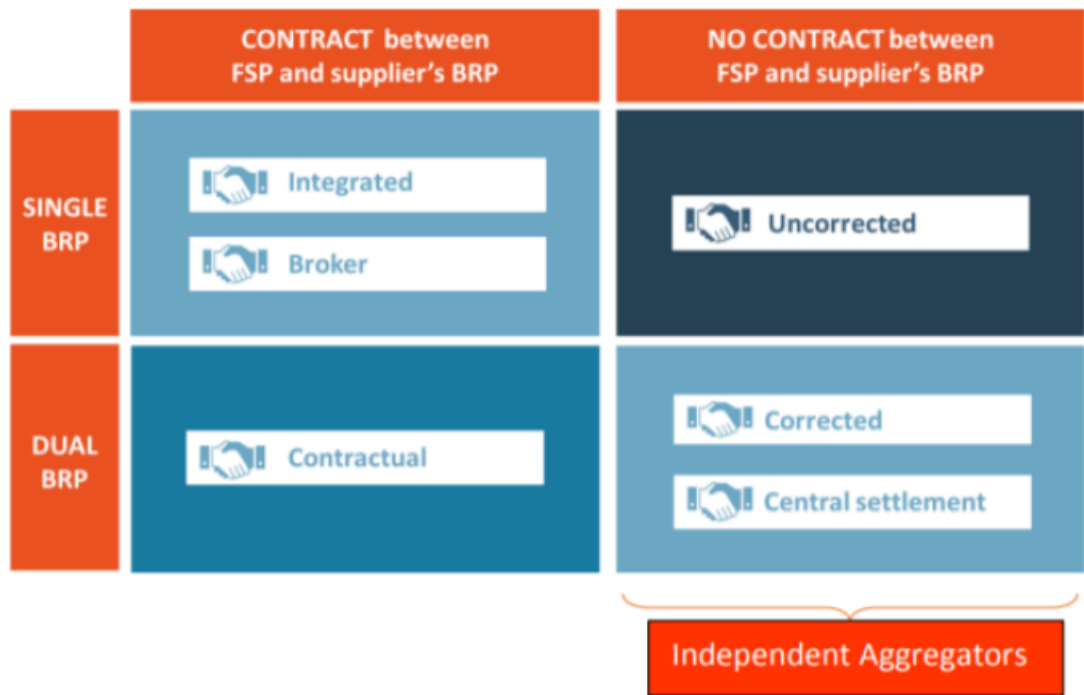 CONTRACT between
FSP and supplier's BRP
NO CONTRACT between
FSP and supplier's BRP
SINGLE
BRP
Integrated
Broker
Uncorrected
DUAL
BRP
Contractual
Corrected
Central settlement
Independent Aggregators